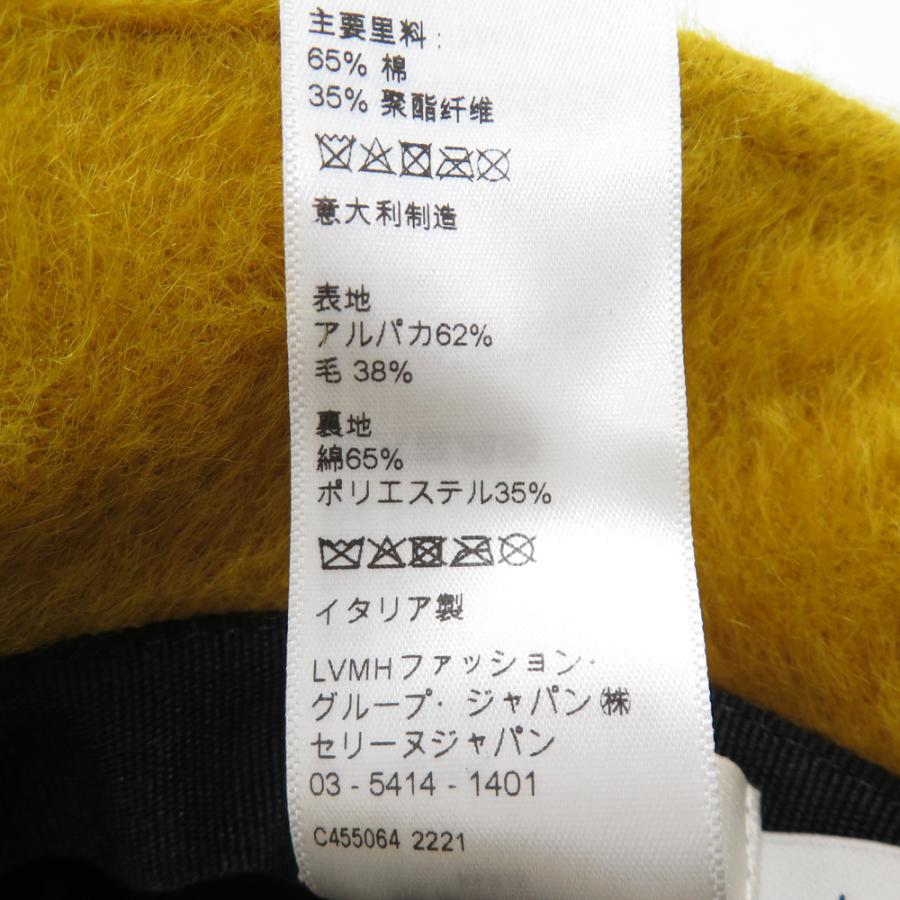 主要里料:
65% 棉
35% 聚酯纤维
意大利制造
表地
アルパカ62%
毛 38%
裏地
綿65%
ポリエステル35%
イタリア製
LVMHファッション・
グループ・ジャパン㈱
セリーヌジャパン
03 - 5414 - 1401
C455064 2221